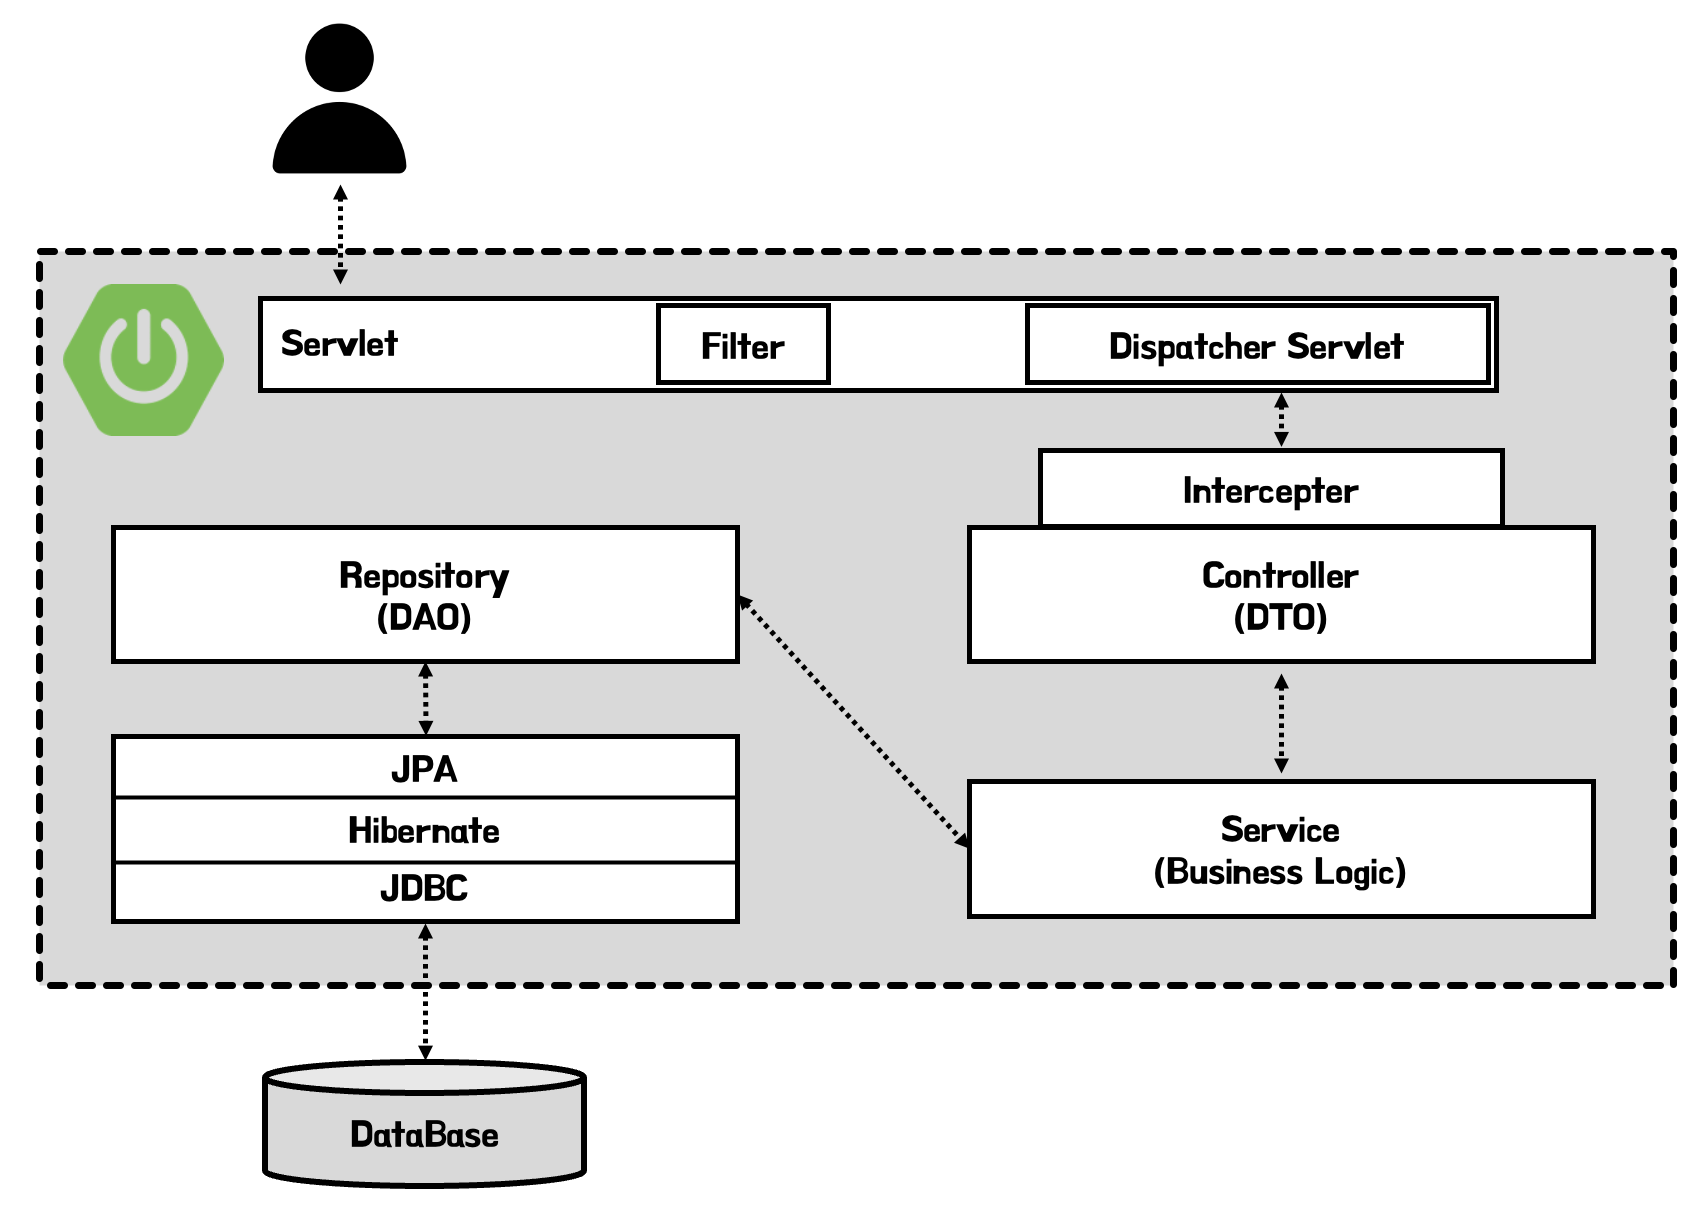 Servlet
Filter
Dispatcher Servlet
Intercepter
Repository
(DAO)
Controller
(DTO)
JPA
Hibernate
JDBC
Service
(Business Logic)
DataBase